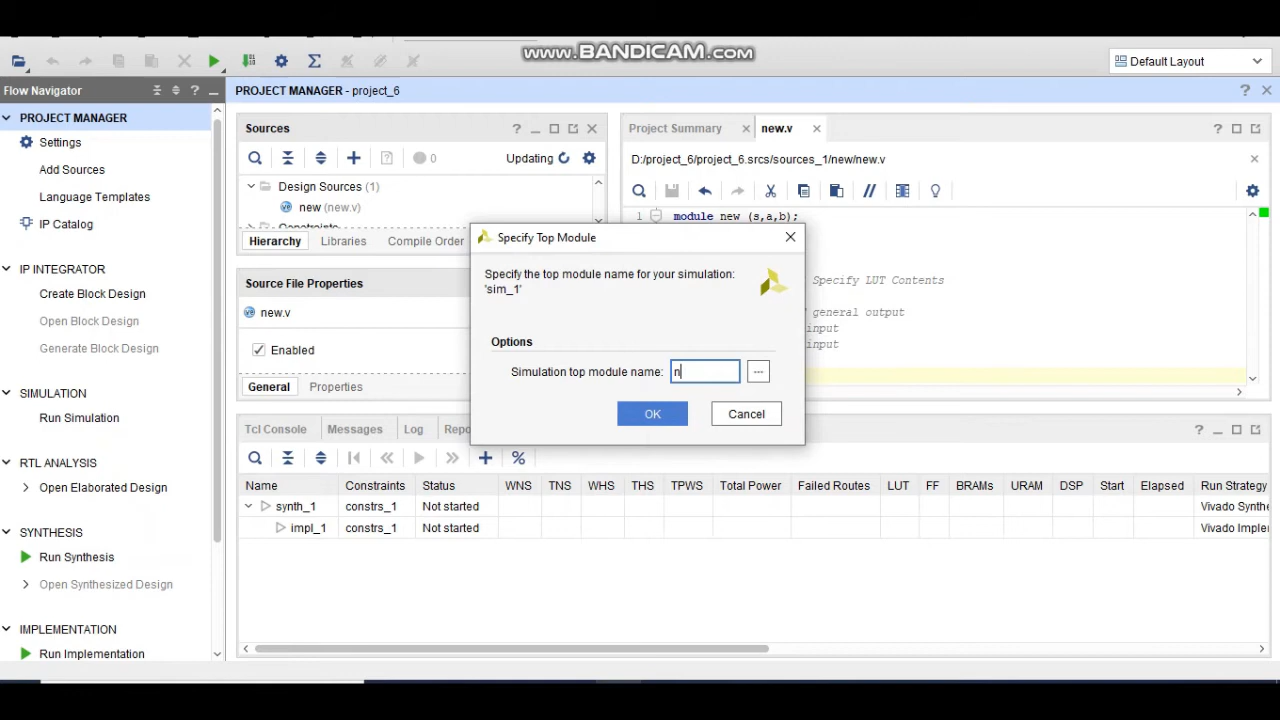 www.BANDICAM.com
Default Layout
Flow Navigator
PROJECT MANAGER - project_6
PROJECT MANAGER
Settings
Add Sources
Language Templates
IP Catalog
IP INTEGRATOR
Create Block Design
Open Block Design
Generate Block Design
SIMULATION
Run Simulation
RTL ANALYSIS
Open Elaborated Design
SYNTHESIS
Run Synthesis
Open Synthesized Design
IMPLEMENTATION
Run Implementation
Sources
0 Updating
Design Sources (1)
new (new.v)
Constraints
Hierarchy Libraries Compile Order
Source File Properties
new.v
Enabled
General Properties
Project Summary new.v
D:/project_6/project_6.srcs/sources_1/new/new.v
1 module new (s,a,b);
Specify LUT Contents
general output
input
input
Specify Top Module
Specify the top module name for your simulation:
'sim_1'
Options
Simulation top module name: n
OK Cancel
Tcl Console Messages Log Repo
Name Constraints Status WNS TNS WHS THS TPWS Total Power Failed Routes LUT FF BRAMs URAM DSP Start Elapsed Run Strategy
synth_1 constrs_1 Not started Vivado Synthe
impl_1 constrs_1 Not started Vivado Implen